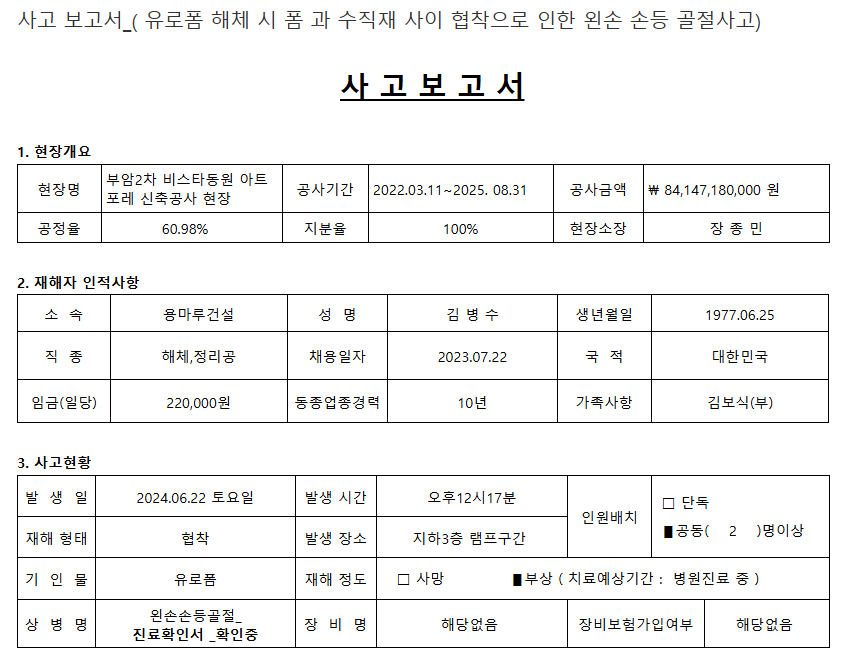 사고 보고서_( 유로폼 해체 시 폼 과 수직재 사이 협착으로 인한 왼손 손등 골절사고)
사 고 보 고 서
1. 현장개요
현장명 부암2차 비스타동원 아트 공사기간 2022.03.11~2025. 08.31 공사금액 ₩ 84,147,180,000 원
포레 신축공사 현장
공정율 60.98% 지분율 100% 현장소장 장 종 민
2. 재해자 인적사항
소 속 용마루건설 성 명 김 병 수 생년월일 1977.06.25
직 종 해체,정리공 채용일자 2023.07.22 국 적 대한민국
임금(일당) 220,000원 동종업종경력 10년 가족사항 김보식(부)
3. 사고현황
발 생 일 2024.06.22 토요일 발생 시간 오후12시17분 인원배치 □ 단독
■공동( 2 )명이상
재해 형태 협착 발생 장소 지하3층 램프구간
기 인 물 유로폼 재해 정도 □ 사망 ■부상 ( 치료예상기간 : 병원진료 중 )
상 병 명 왼손손등골절_ 장 비 명 해당없음 장비보험가입여부 해당없음
진료확인서 _확인중